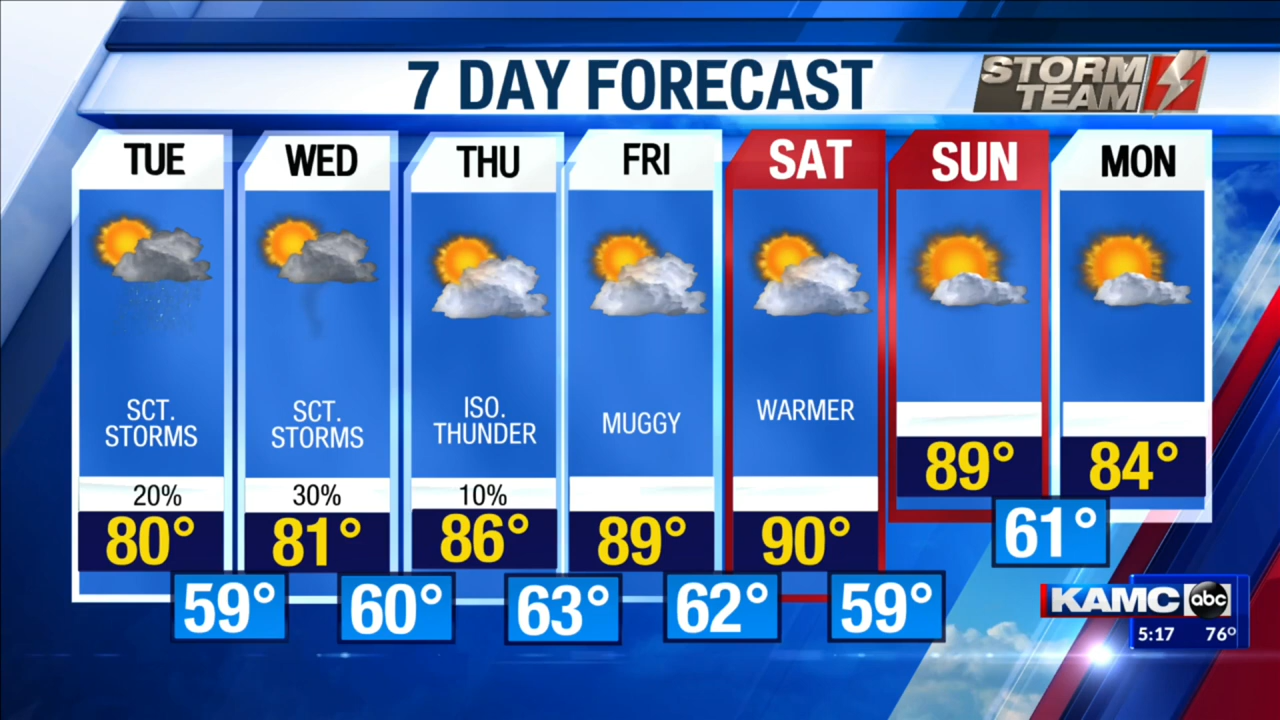 7 DAY FORECAST
STORM
TEAM
TUE
SCT.
STORMS
20%
80°
59°
WED
SCT.
STORMS
30%
81°
60°
THU
ISO.
THUNDER
10%
86°
63°
FRI
MUGGY
89°
62°
SAT
WARMER
90°
59°
SUN
89°
61°
MON
84°
KAMC abc
5:17 76°